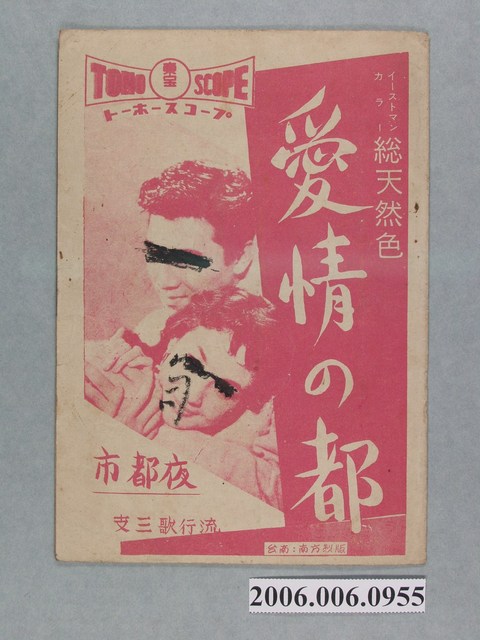 TOHO 東宝 SCOPE
プーコスーホート
イーストマン
カラー
総天然色
愛情の都
市都夜
支三歌行流
台南:南方製版
2006.006.0955